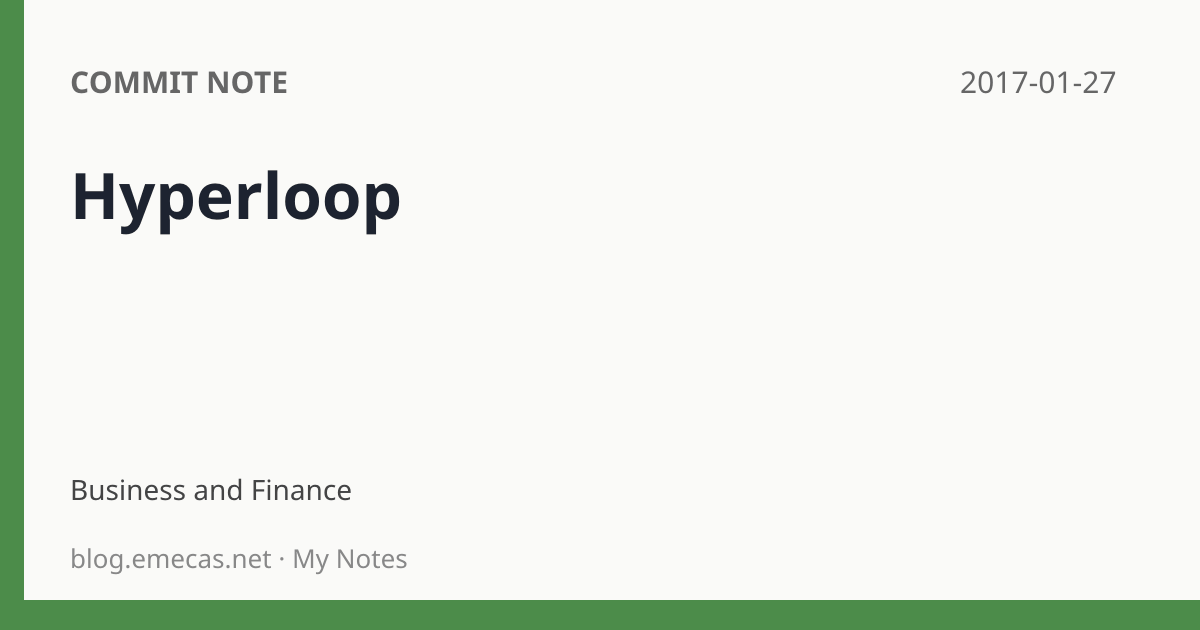 COMMIT NOTE
2017-01-27
Hyperloop
Business and Finance
blog.emecas.net · My Notes